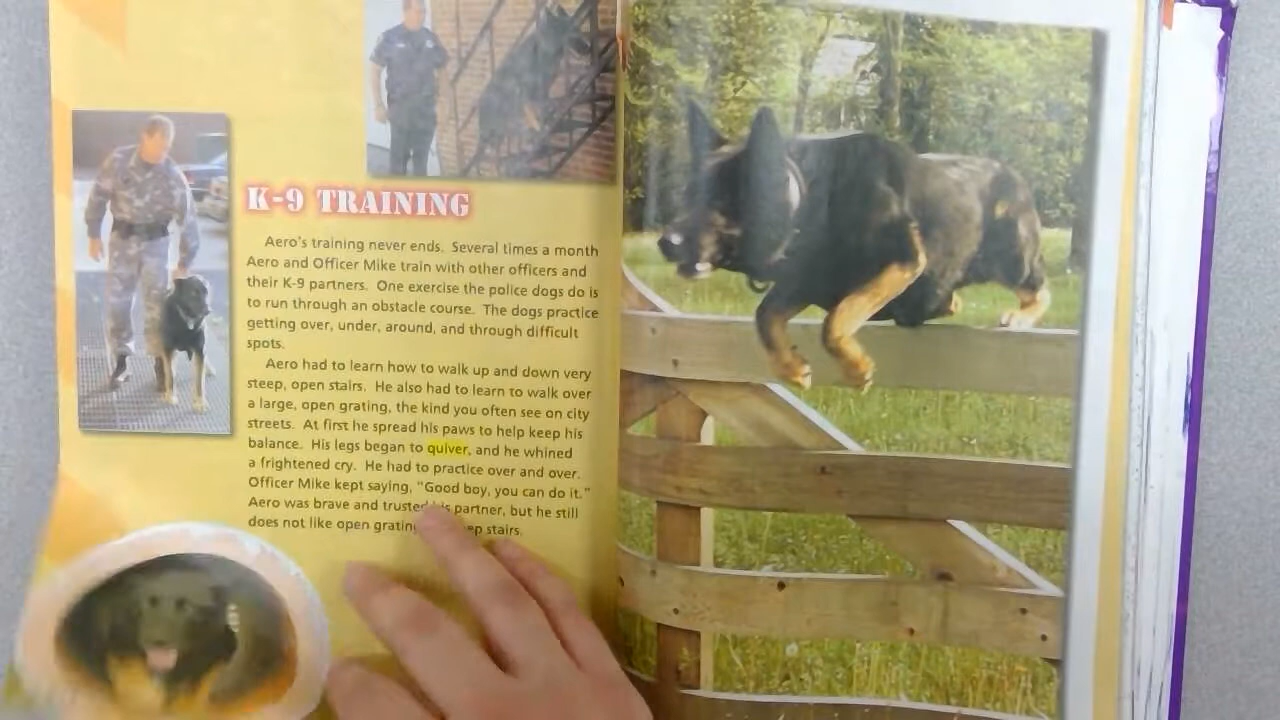 K-9 TRAINING
Aero's training never ends. Several times a month
Aero and Officer Mike train with other officers and
their K-9 partners. One exercise the police dogs do is
to run through an obstacle course. The dogs practice
getting over, under, around, and through difficult
spots.
Aero had to learn how to walk up and down very
steep, open stairs. He also had to learn to walk over
a large, open grating, the kind you often see on city
streets. At first he spread his paws to help keep his
balance. His legs began to quiver, and he whined
a frightened cry. He had to practice over and over.
Officer Mike kept saying, "Good boy, you can do it."
Aero was brave and trusted his partner, but he still
does not like open grating stairs.